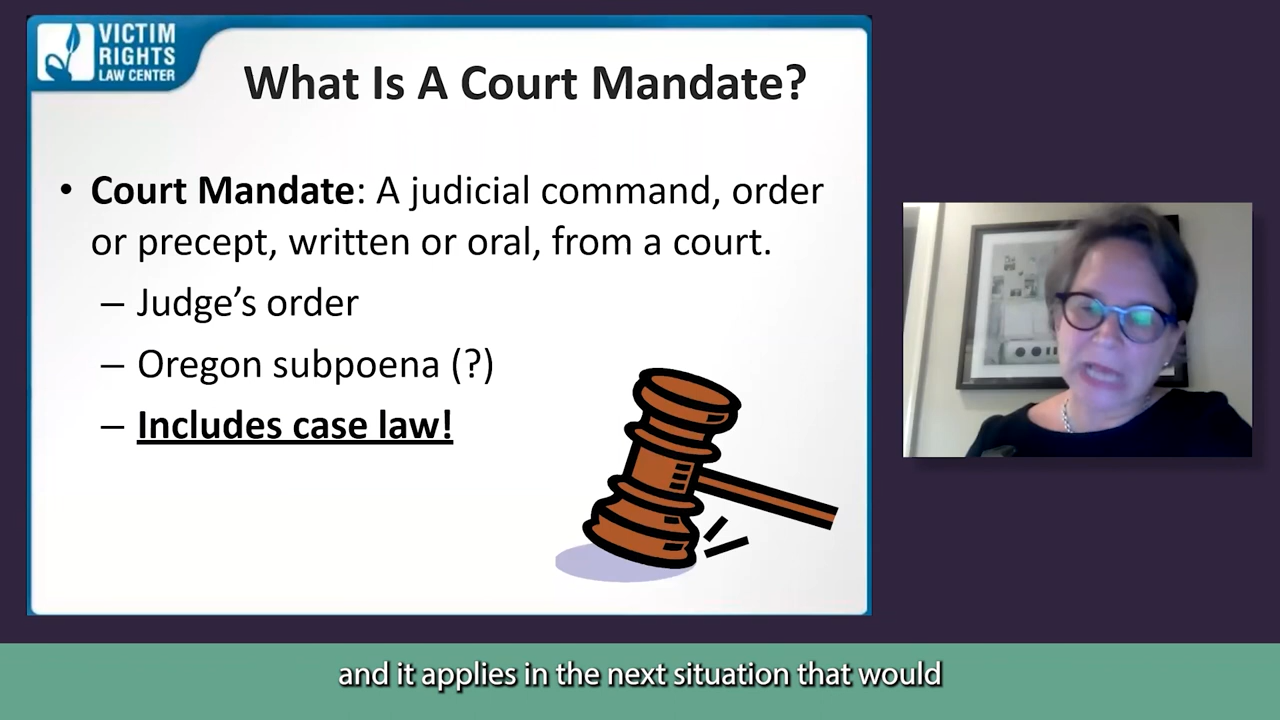 VICTIM
RIGHTS
LAW CENTER
What Is A Court Mandate?
• Court Mandate: A judicial command, order
or precept, written or oral, from a court.
– Judge’s order
– Oregon subpoena (?)
– Includes case law!
and it applies in the next situation that would